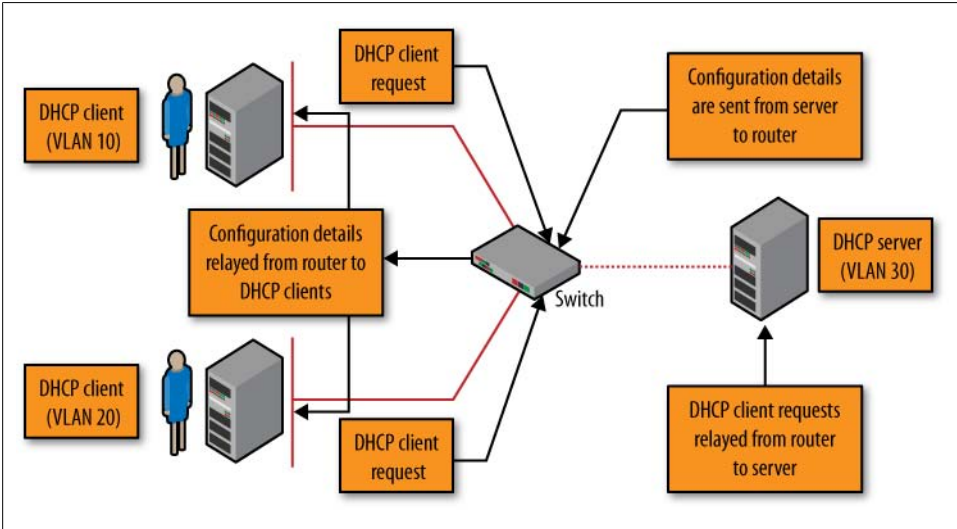 DHCP client
(VLAN 10)
DHCP client
request
Configuration details
are sent from server
to router
Configuration details
relayed from router to
DHCP clients
Switch
DHCP server
(VLAN 30)
DHCP client
(VLAN 20)
DHCP client
request
DHCP client requests
relayed from router
to server